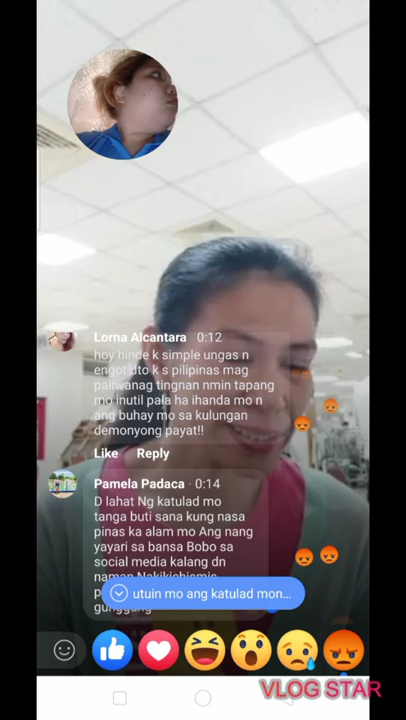 Lorna Alcantara 0:12
hoy hinde k simple ungas n
engot dto k s pilipinas mag
paliwanag tingnan nmin tapang
mo inutil pala ha ihanda mo n
ang buhay mo sa kulungan
demonyong payat!!
Like Reply
Pamela Padaca · 0:14
D lahat Ng katulad mo
tanga buti sana kung nasa
pinas ka alam mo Ang nang
yayari sa bansa Bobo sa
social media kalang dn
naman Nakikichismis
utuin mo ang katulad mon...
gunggung
VLOG STAR